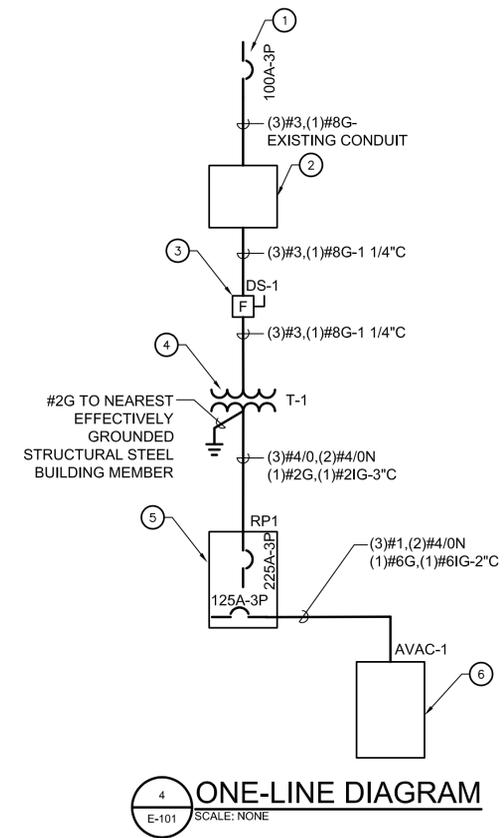 1
100A-3P
(3)#3,(1)#8G-
EXISTING CONDUIT
2
(3)#3,(1)#8G-1 1/4"C
3
DS-1
F
(3)#3,(1)#8G-1 1/4"C
4
#2G TO NEAREST
EFFECTIVELY
GROUNDED
STRUCTURAL STEEL
BUILDING MEMBER
T-1
(3)#4/0,(2)#4/0N
(1)#2G,(1)#2IG-3"C
5
RP1
225A-3P
125A-3P
(3)#1,(2)#4/0N
(1)#6G,(1)#6IG-2"C
AVAC-1
6
4
E-101
ONE-LINE DIAGRAM
SCALE: NONE